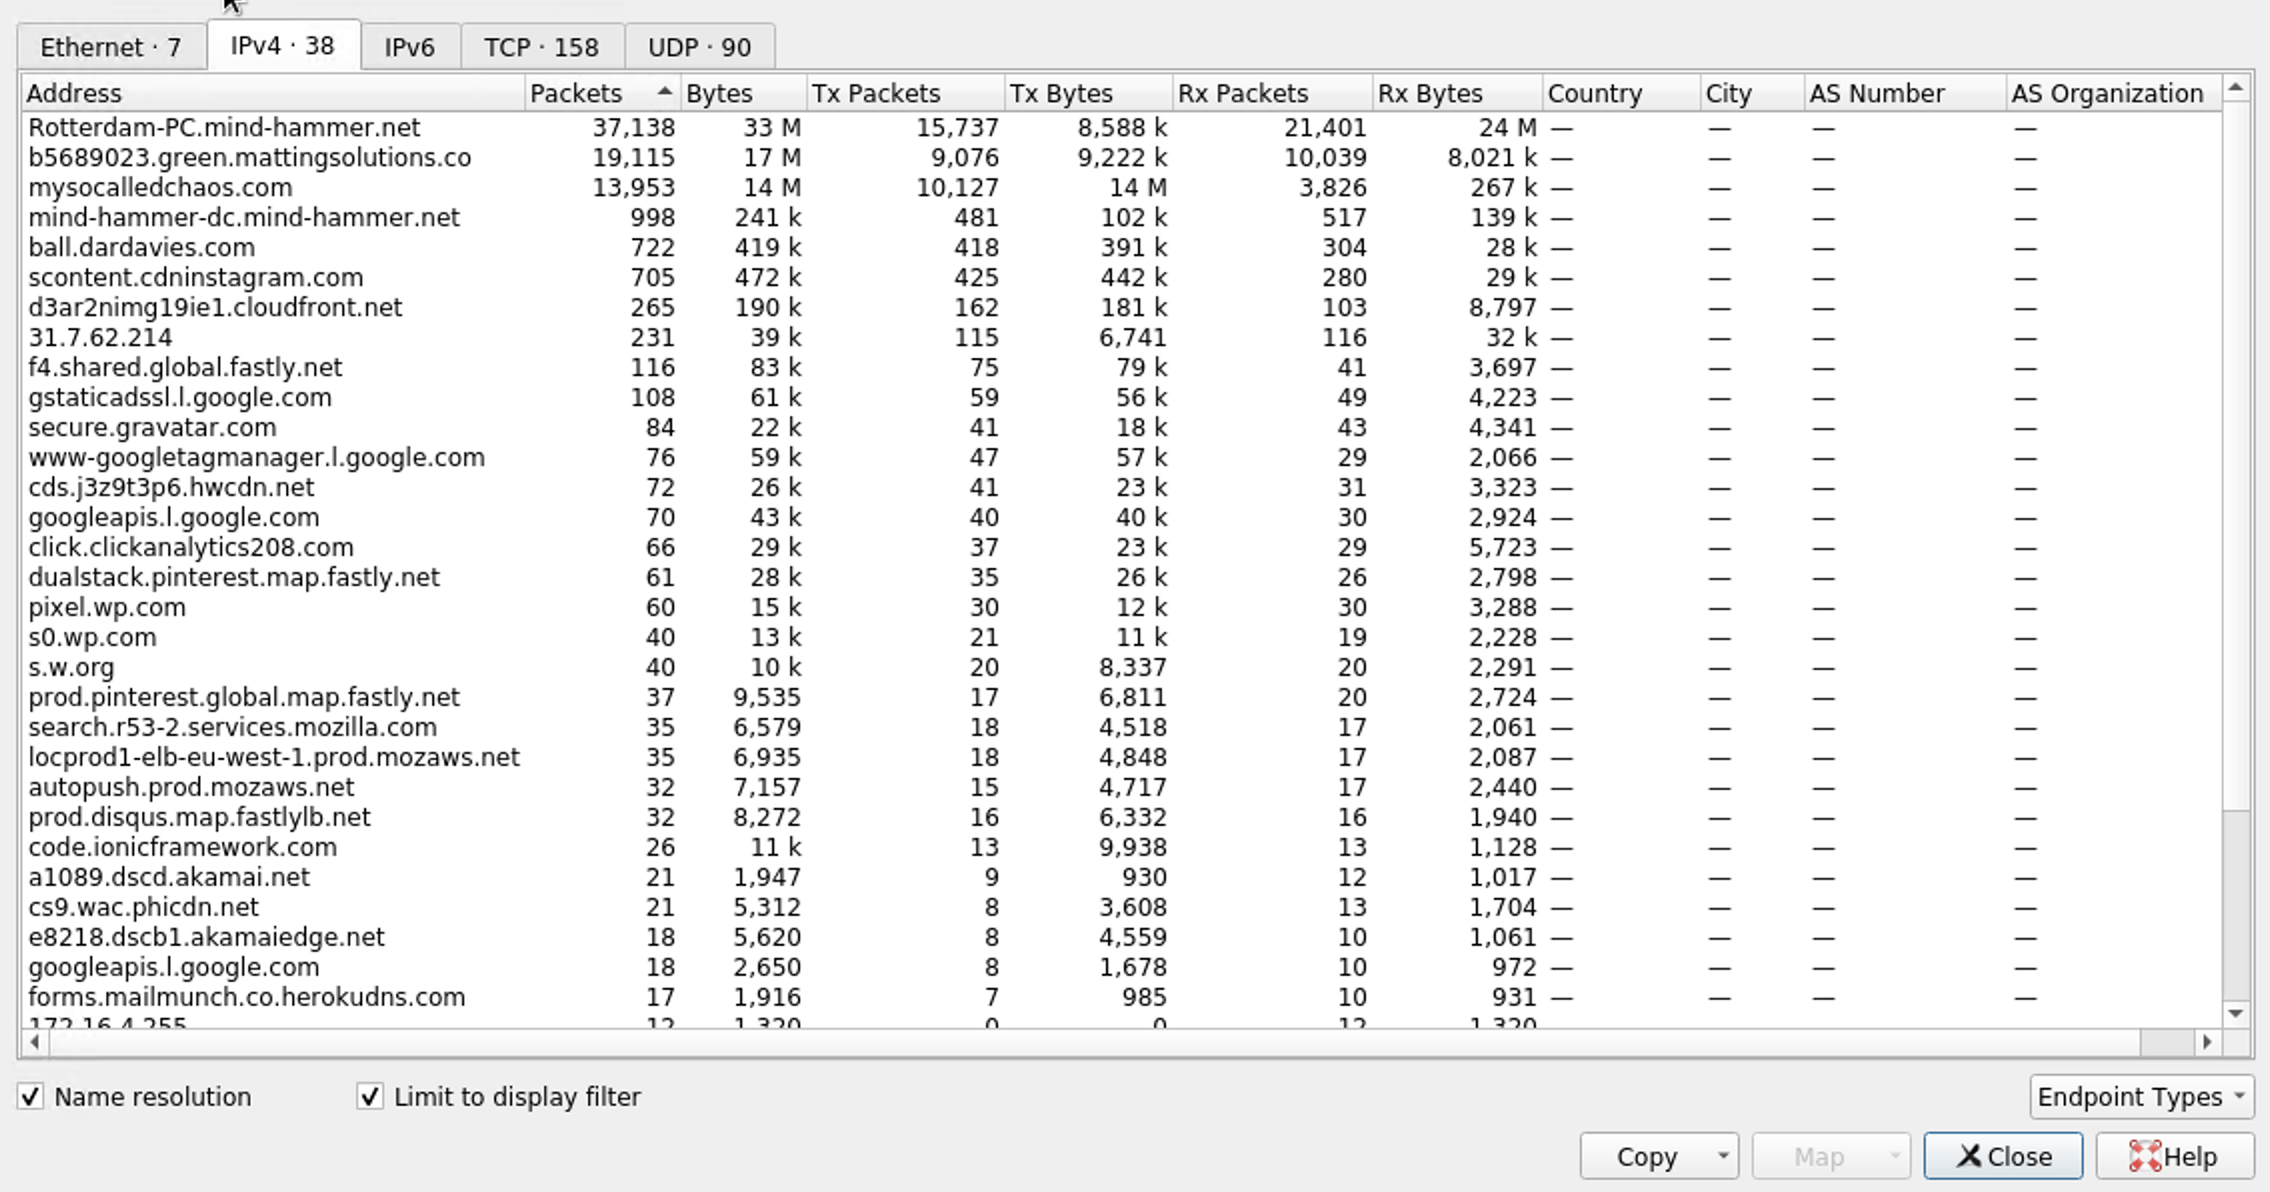 Ethernet · 7 IPv4 · 38 IPv6 TCP · 158 UDP · 90
Address Packets Bytes Tx Packets Tx Bytes Rx Packets Rx Bytes Country City AS Number AS Organization
Rotterdam-PC.mind-hammer.net 37,138 33 M 15,737 8,588 k 21,401 24 M — — — —
b5689023.green.mattingsolutions.co 19,115 17 M 9,076 9,222 k 10,039 8,021 k — — — —
mysocalledchaos.com 13,953 14 M 10,127 14 M 3,826 267 k — — — —
mind-hammer-dc.mind-hammer.net 998 241 k 481 102 k 517 139 k — — — —
ball.dardavies.com 722 419 k 418 391 k 304 28 k — — — —
scontent.cdninstagram.com 705 472 k 425 442 k 280 29 k — — — —
d3ar2nimg19ie1.cloudfront.net 265 190 k 162 181 k 103 8,797 — — — —
31.7.62.214 231 39 k 115 6,741 116 32 k — — — —
f4.shared.global.fastly.net 116 83 k 75 79 k 41 3,697 — — — —
gstaticadssl.l.google.com 108 61 k 59 56 k 49 4,223 — — — —
secure.gravatar.com 84 22 k 41 18 k 43 4,341 — — — —
www-googletagmanager.l.google.com 76 59 k 47 57 k 29 2,066 — — — —
cds.j3z9t3p6.hwcdn.net 72 26 k 41 23 k 31 3,323 — — — —
googleapis.l.google.com 70 43 k 40 40 k 30 2,924 — — — —
click.clickanalytics208.com 66 29 k 37 23 k 29 5,723 — — — —
dualstack.pinterest.map.fastly.net 61 28 k 35 26 k 26 2,798 — — — —
pixel.wp.com 60 15 k 30 12 k 30 3,288 — — — —
s0.wp.com 40 13 k 21 11 k 19 2,228 — — — —
s.w.org 40 10 k 20 8,337 20 2,291 — — — —
prod.pinterest.global.map.fastly.net 37 9,535 17 6,811 20 2,724 — — — —
search.r53-2.services.mozilla.com 35 6,579 18 4,518 17 2,061 — — — —
locprod1-elb-eu-west-1.prod.mozaws.net 35 6,935 18 4,848 17 2,087 — — — —
autopush.prod.mozaws.net 32 7,157 15 4,717 17 2,440 — — — —
prod.disqus.map.fastlylb.net 32 8,272 16 6,332 16 1,940 — — — —
code.ionicframework.com 26 11 k 13 9,938 13 1,128 — — — —
a1089.dscd.akamai.net 21 1,947 9 930 12 1,017 — — — —
cs9.wac.phicdn.net 21 5,312 8 3,608 13 1,704 — — — —
e8218.dscb1.akamaiedge.net 18 5,620 8 4,559 10 1,061 — — — —
googleapis.l.google.com 18 2,650 8 1,678 10 972 — — — —
forms.mailmunch.co.herokudns.com 17 1,916 7 985 10 931 — — — —
172.16.4.255 12 1,320 0 0 12 1,320
Name resolution Limit to display filter Endpoint Types
Copy Map Close Help